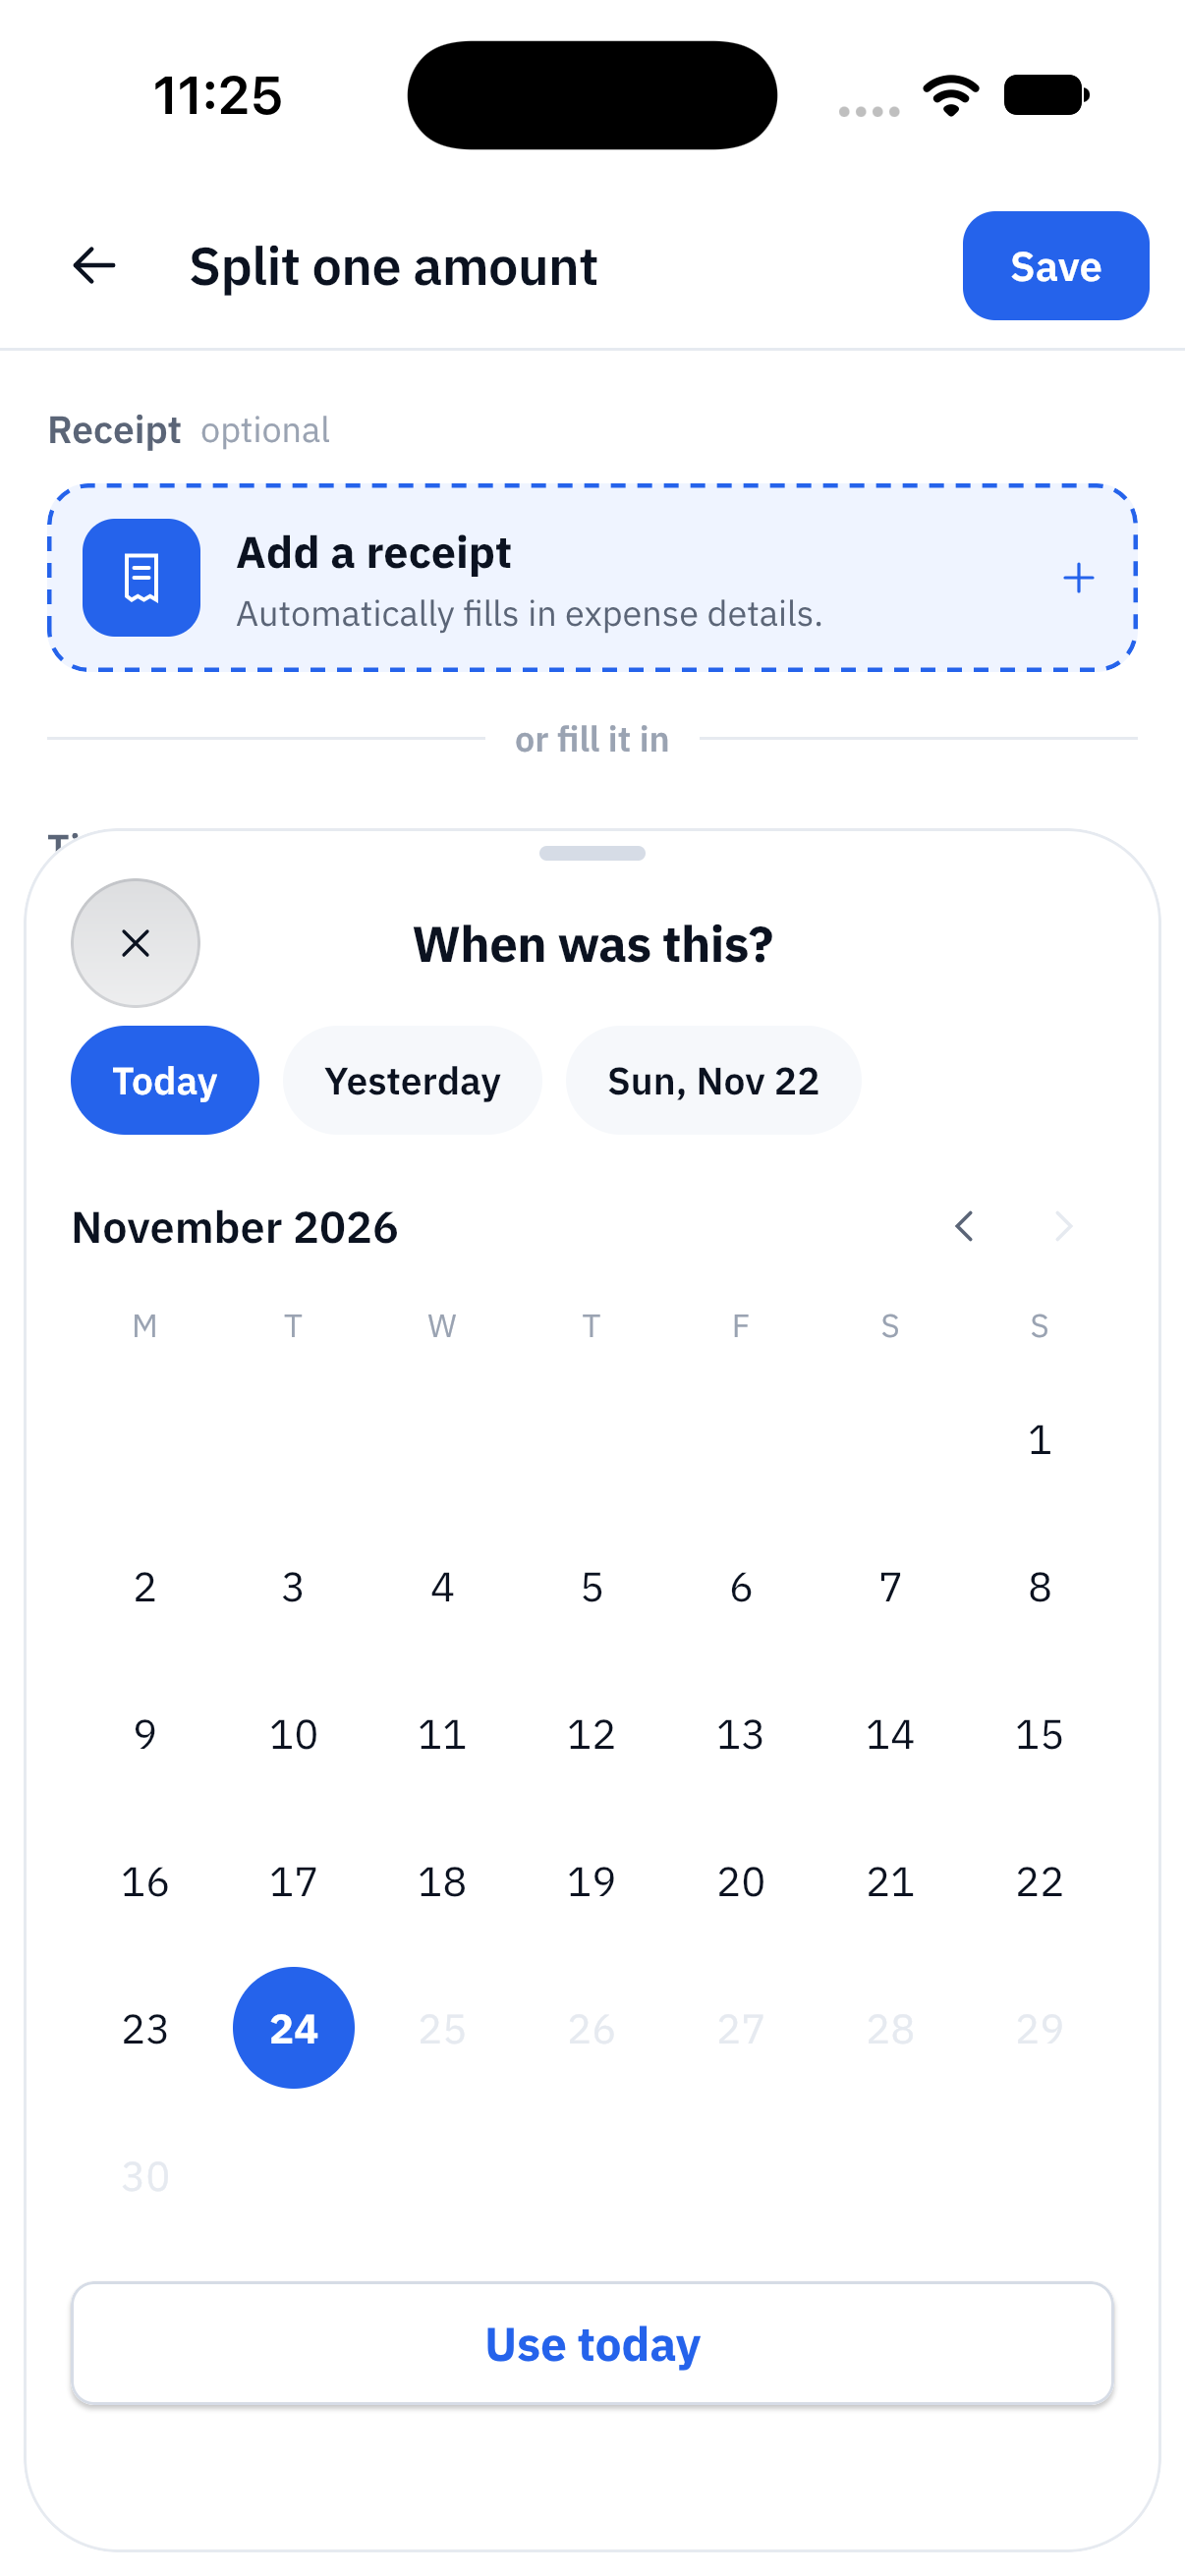 11:25
Split one amount
Save
Receipt optional
Add a receipt
Automatically fills in expense details.
or fill it in
When was this?
Today Yesterday Sun, Nov 22
November 2026
M T W T F S S
1
2 3 4 5 6 7 8
9 10 11 12 13 14 15
16 17 18 19 20 21 22
23 24 25 26 27 28 29
30
Use today